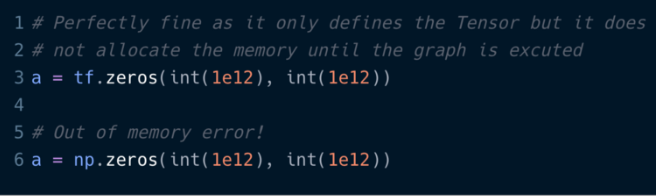 1 # Perfectly fine as it only defines the Tensor but it does
2 # not allocate the memory until the graph is excuted
3 a = tf.zeros(int(1e12), int(1e12))
4
5 # Out of memory error!
6 a = np.zeros(int(1e12), int(1e12))